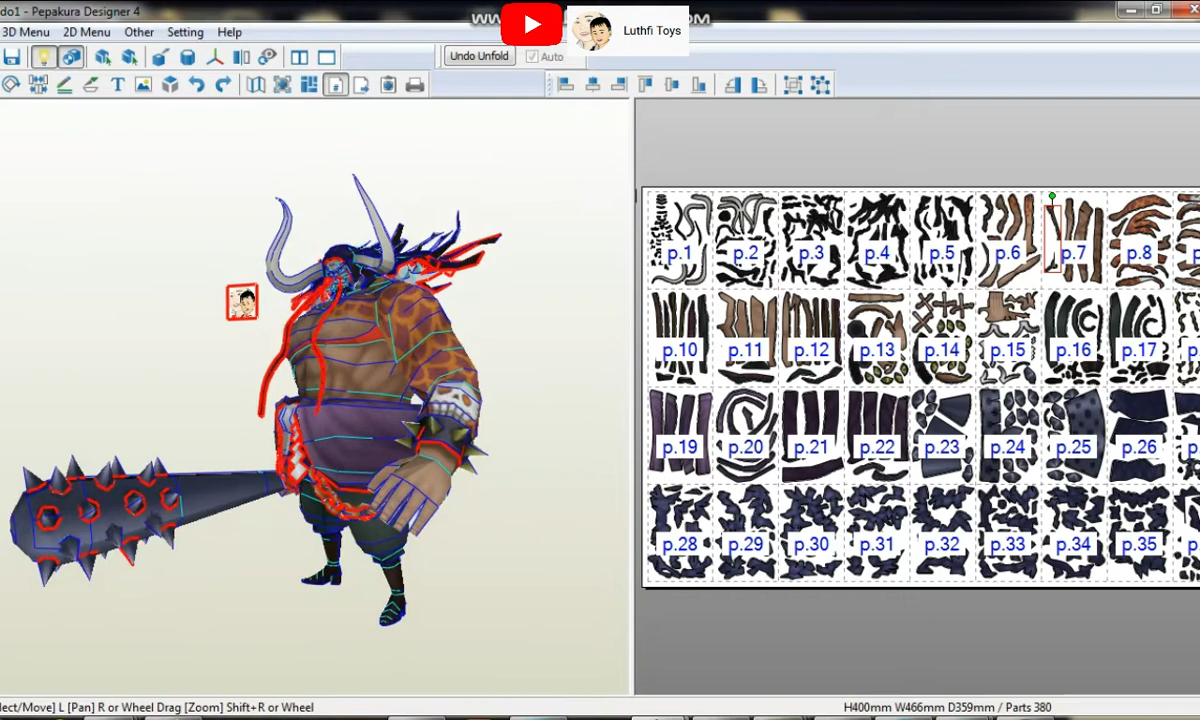 do1 - Pepakura Designer 4
Luthfi Toys
3D Menu 2D Menu Other Setting Help
Undo Unfold Auto
p.1 p.2 p.3 p.4 p.5 p.6 p.7 p.8
p.10 p.11 p.12 p.13 p.14 p.15 p.16 p.17
p.19 p.20 p.21 p.22 p.23 p.24 p.25 p.26
p.28 p.29 p.30 p.31 p.32 p.33 p.34 p.35
lect/Move] L [Pan] R or Wheel Drag [Zoom] Shift+R or Wheel
H400mm W466mm D359mm / Parts 380